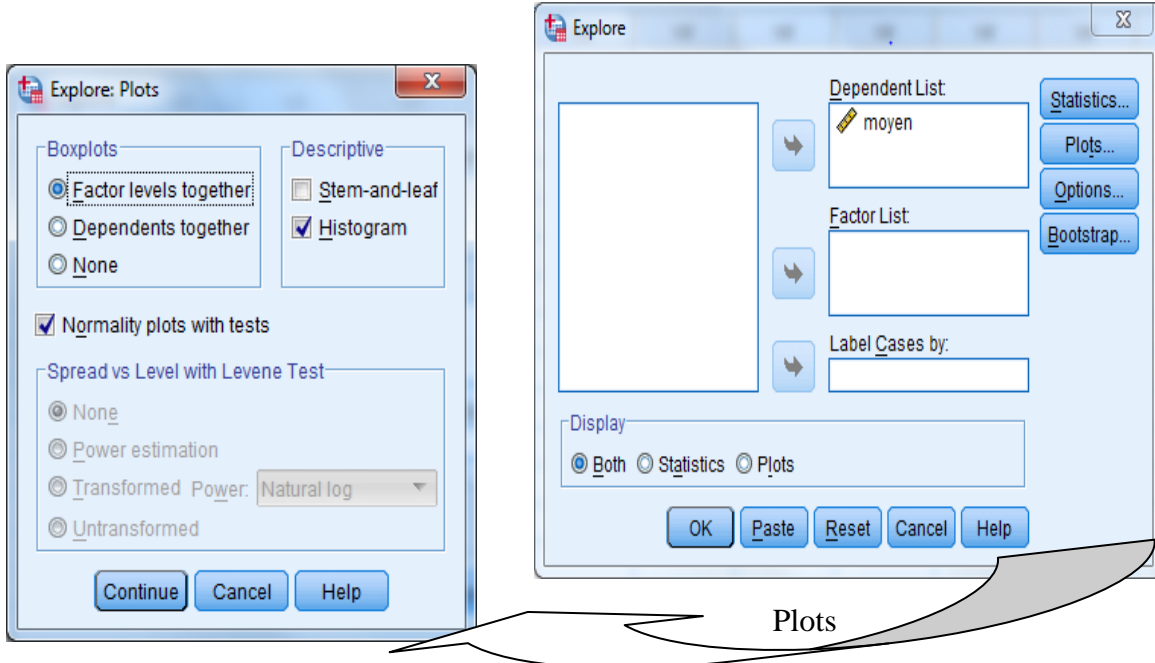 Explore: Plots
Boxplots
Factor levels together
Dependents together
None
Descriptive
Stem-and-leaf
Histogram
Normality plots with tests
Spread vs Level with Levene Test
None
Power estimation
Transformed Power: Natural log
Untransformed
Continue Cancel Help
Explore
Dependent List:
moyen
Factor List:
Label Cases by:
Statistics...
Plots...
Options...
Bootstrap...
Display
Both Statistics Plots
OK Paste Reset Cancel Help
Plots